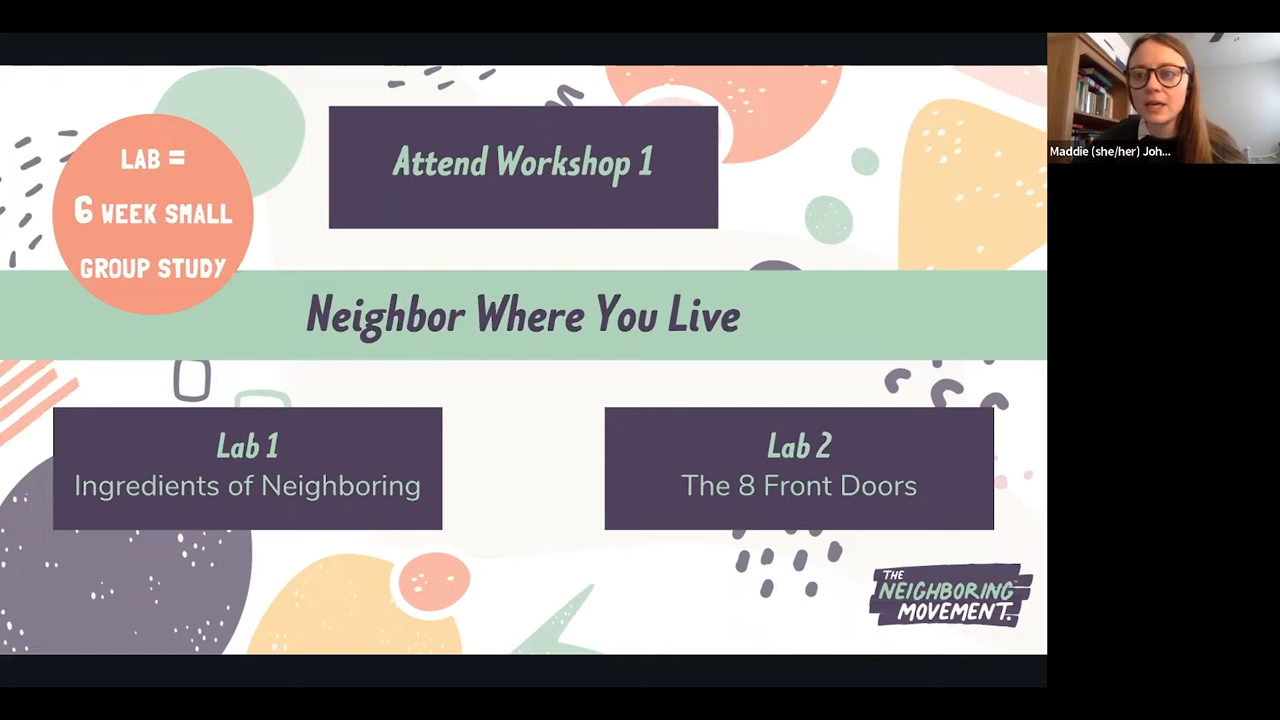 LAB =
6 WEEK SMALL
GROUP STUDY
Attend Workshop 1
Neighbor Where You Live
Lab 1
Ingredients of Neighboring
Lab 2
The 8 Front Doors
THE
NEIGHBORING
MOVEMENT.
Maddie (she/her) Joh...